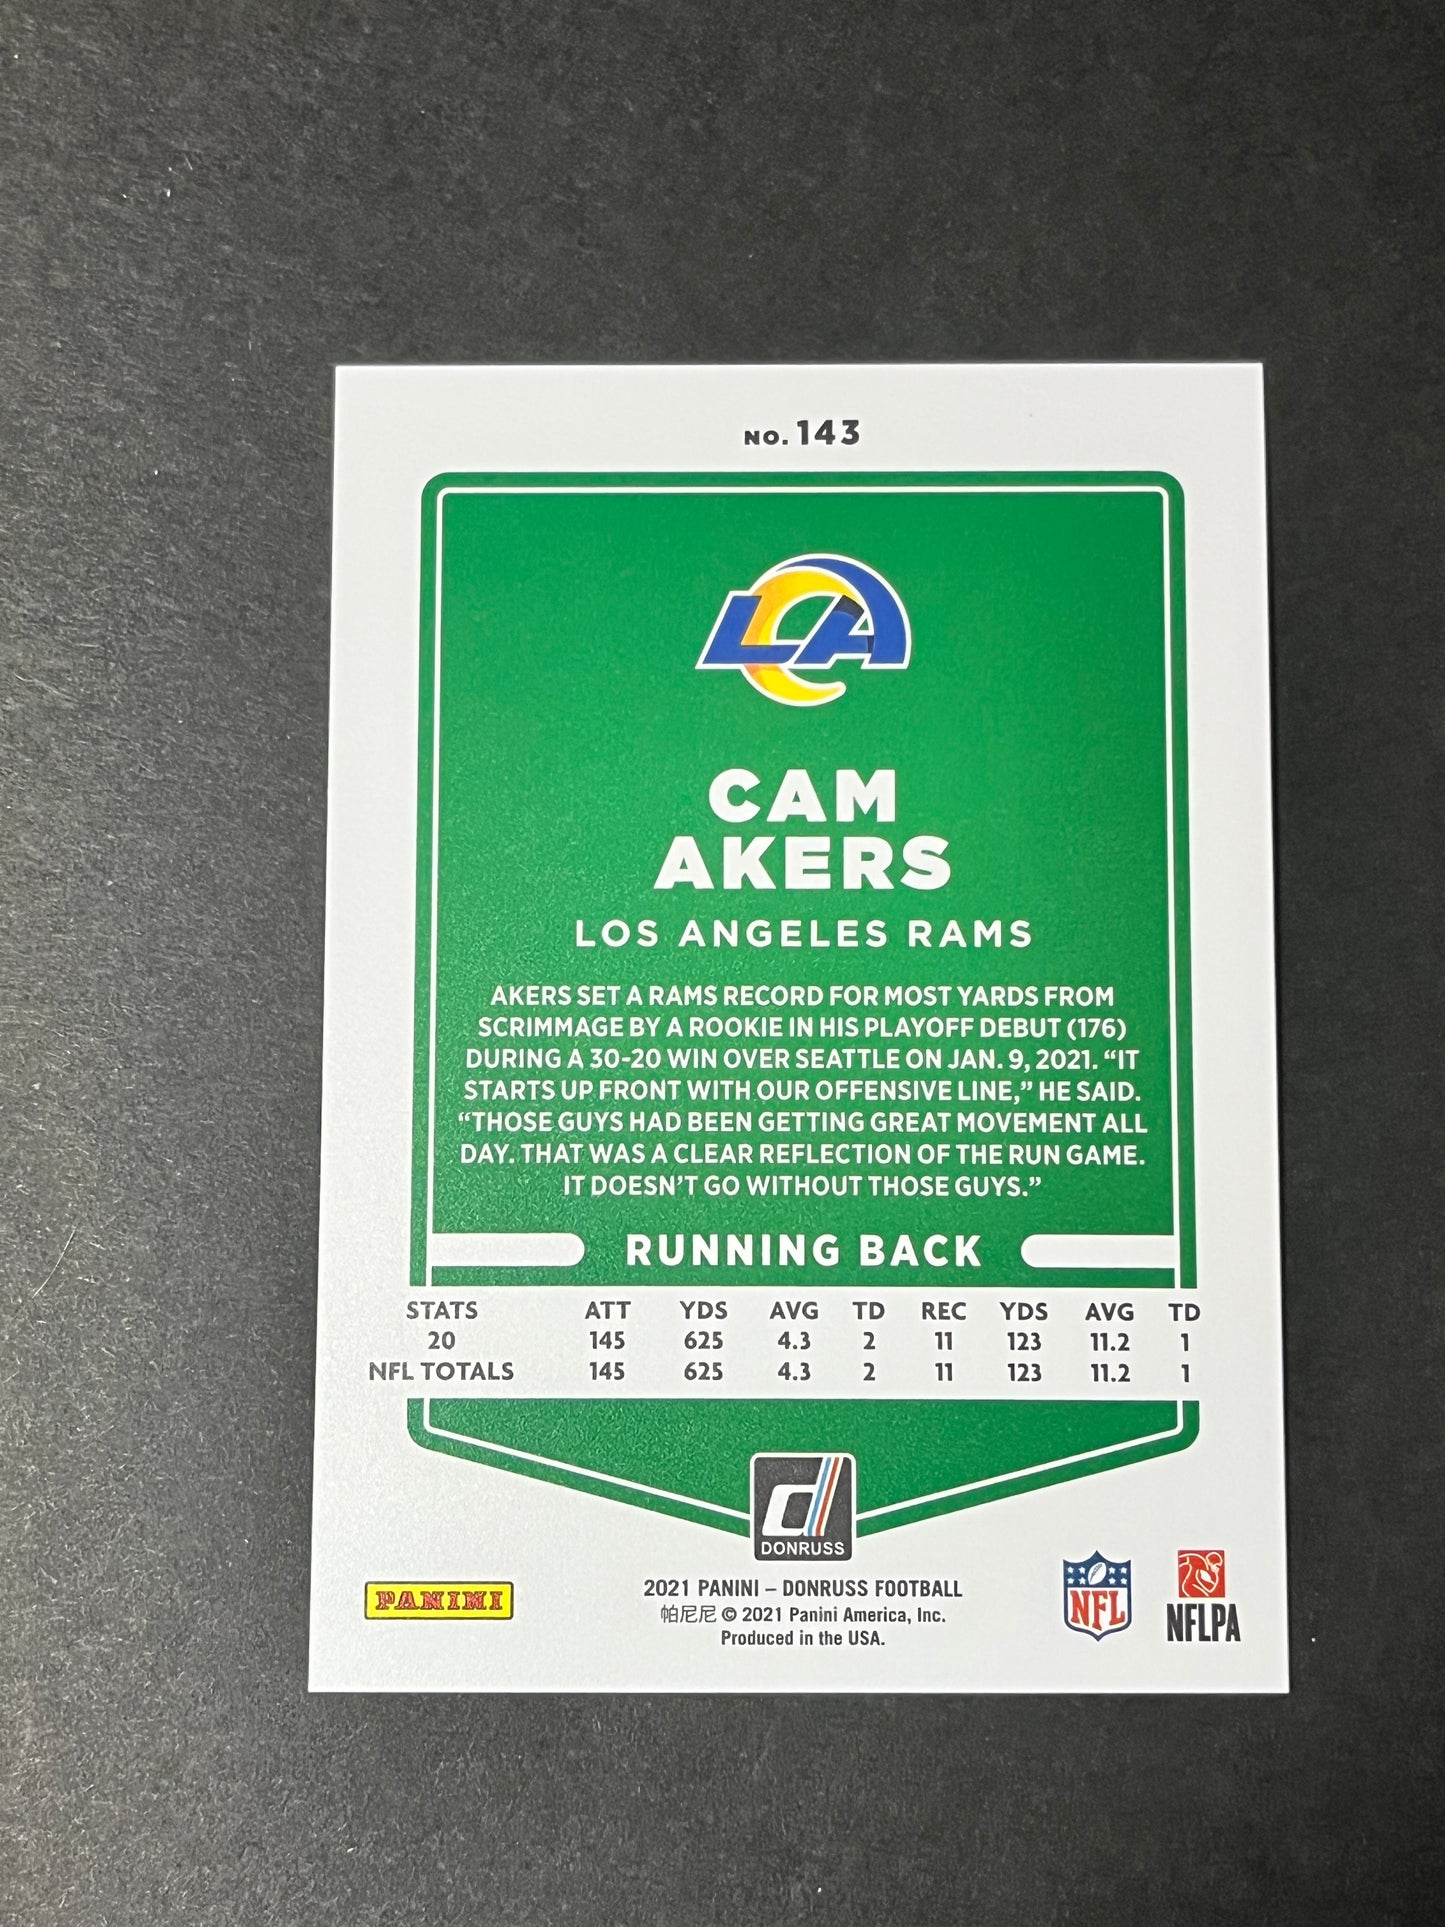 NO. 143
LA
CAM
AKERS
LOS ANGELES RAMS
AKERS SET A RAMS RECORD FOR MOST YARDS FROM
SCRIMMAGE BY A ROOKIE IN HIS PLAYOFF DEBUT (176)
DURING A 30-20 WIN OVER SEATTLE ON JAN. 9, 2021. “IT
STARTS UP FRONT WITH OUR OFFENSIVE LINE,” HE SAID.
“THOSE GUYS HAD BEEN GETTING GREAT MOVEMENT ALL
DAY. THAT WAS A CLEAR REFLECTION OF THE RUN GAME.
IT DOESN’T GO WITHOUT THOSE GUYS.”
RUNNING BACK
STATS ATT YDS AVG TD REC YDS AVG TD
20 145 625 4.3 2 11 123 11.2 1
NFL TOTALS 145 625 4.3 2 11 123 11.2 1
d
DONRUSS
PANINI
2021 PANINI – DONRUSS FOOTBALL
帕尼尼 © 2021 Panini America, Inc.
Produced in the USA.
NFL
NFLPA